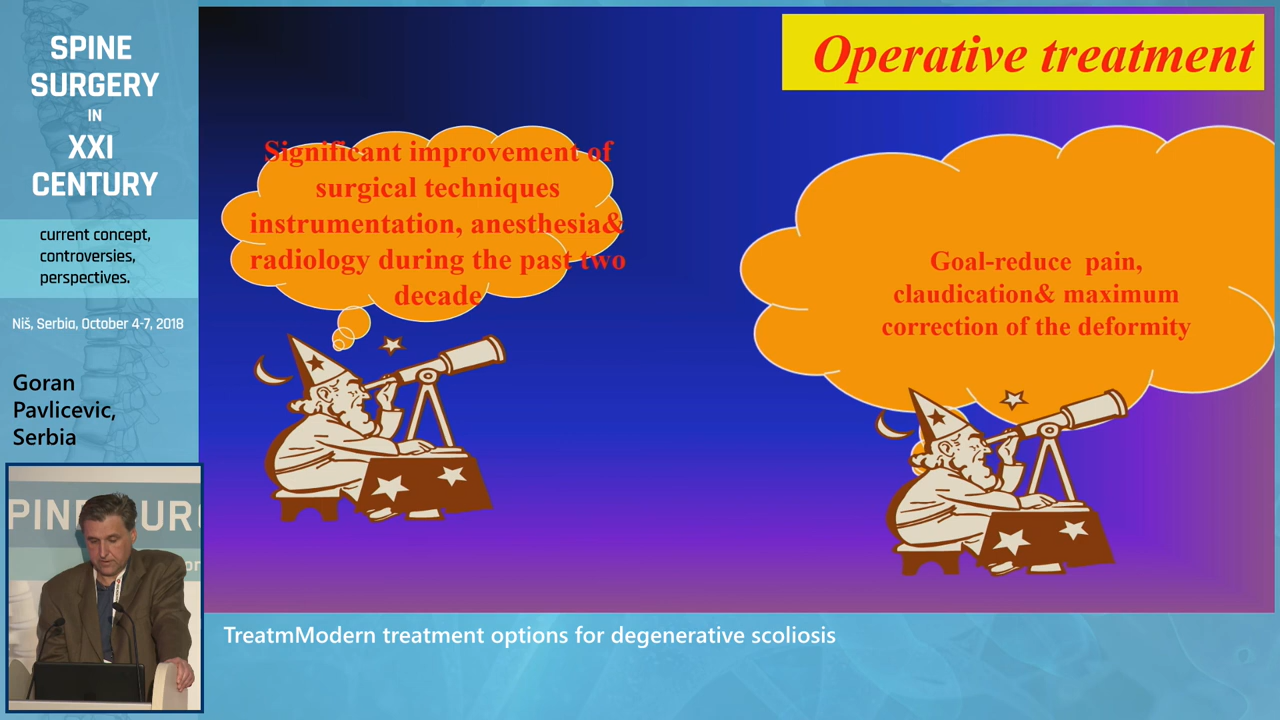 SPINE
SURGERY
IN
XXI
CENTURY
current concept,
controversies,
perspectives.
Niš, Serbia, October 4-7, 2018
Goran
Pavlicevic,
Serbia
PINE SUR
Operative treatment
Significant improvement of
surgical techniques
instrumentation, anesthesia&
radiology during the past two
decade
Goal-reduce pain,
claudication& maximum
correction of the deformity
TreatmModern treatment options for degenerative scoliosis